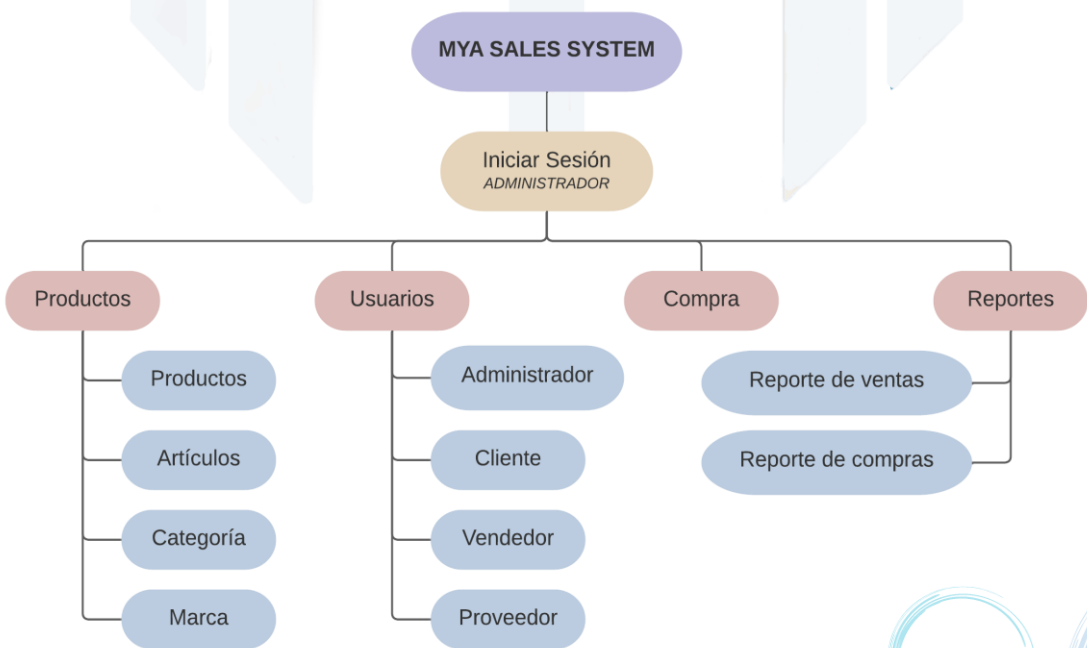 MYA SALES SYSTEM
Iniciar Sesión
ADMINISTRADOR
Productos
Usuarios
Compra
Reportes
Productos
Artículos
Categoría
Marca
Administrador
Cliente
Vendedor
Proveedor
Reporte de ventas
Reporte de compras